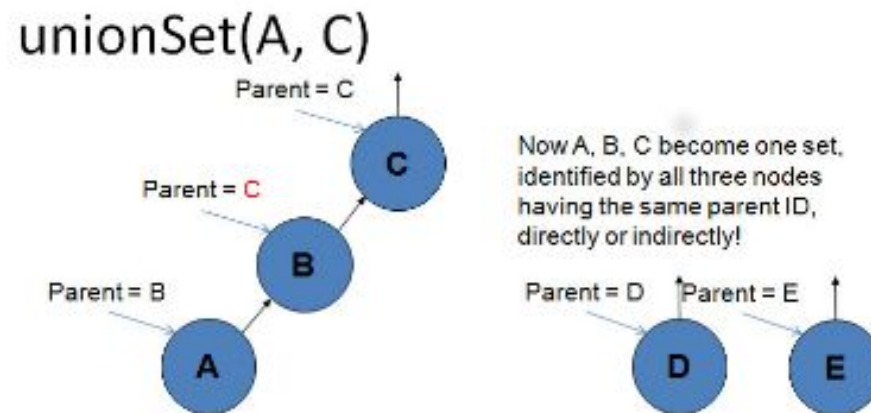 unionSet(A, C)
Parent = C
C
Now A, B, C become one set,
identified by all three nodes
having the same parent ID,
directly or indirectly!
Parent = C
B
Parent = B
A
Parent = D
D
Parent = E
E